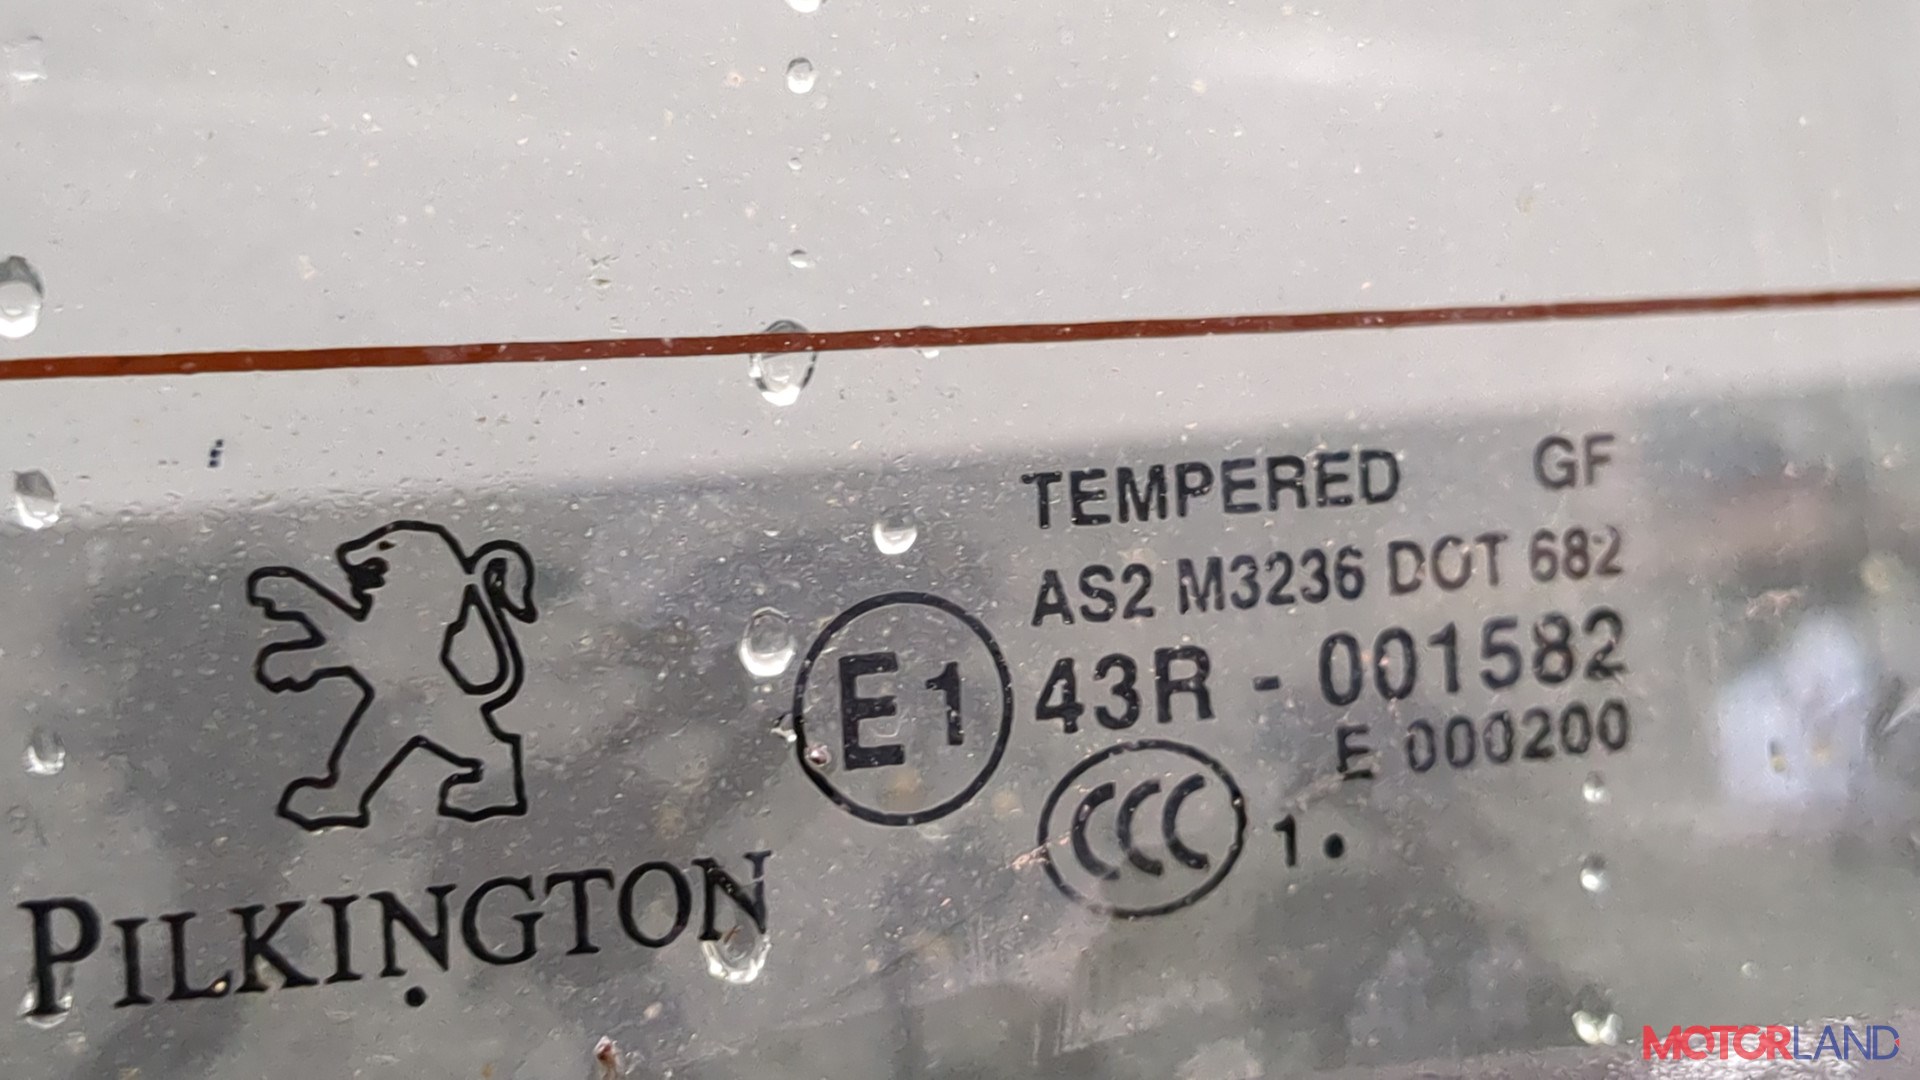 TEMPERED GF
AS2 M3236 DOT 682
E1 43R - 001582
E 000200
CCC 1.
PILKINGTON
MOTORLAND